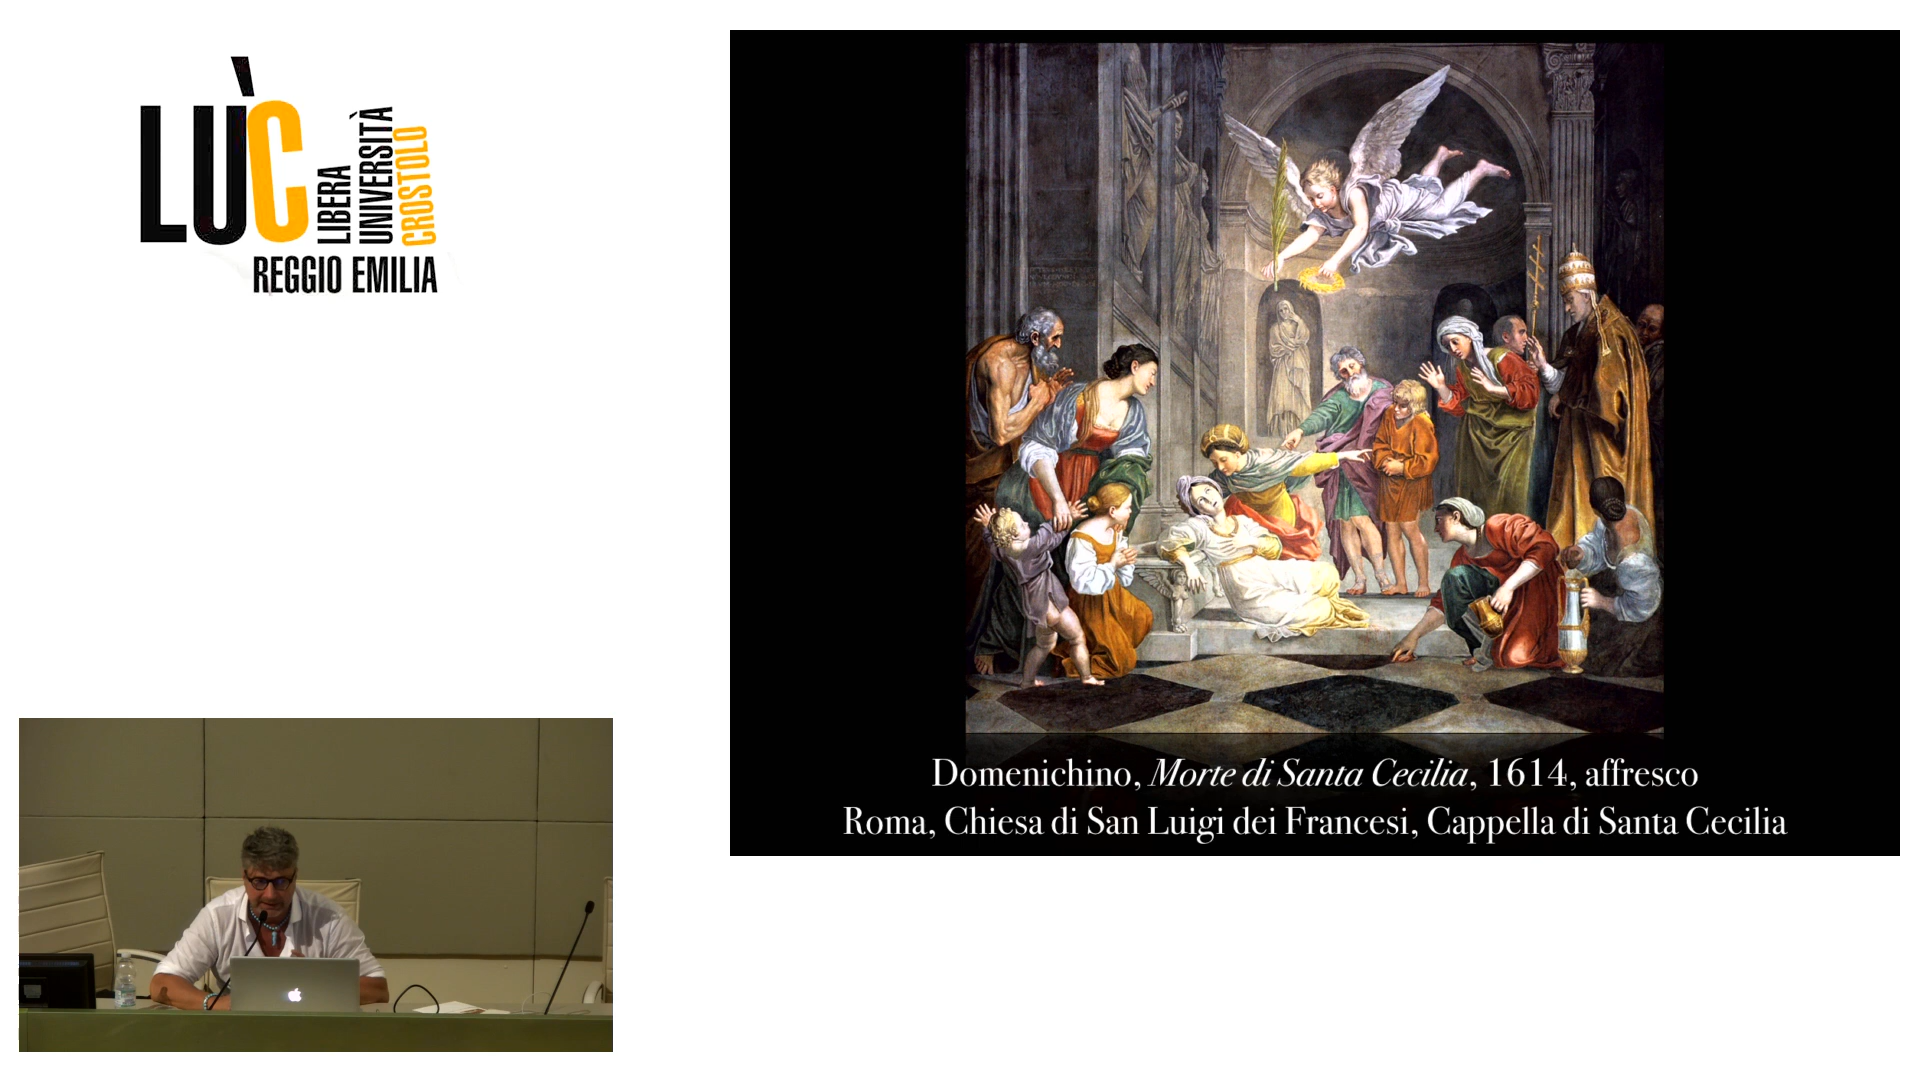 LÙC
LIBERA
UNIVERSITÀ
CROSTOLO
REGGIO EMILIA
Domenichino, Morte di Santa Cecilia, 1614, affresco
Roma, Chiesa di San Luigi dei Francesi, Cappella di Santa Cecilia